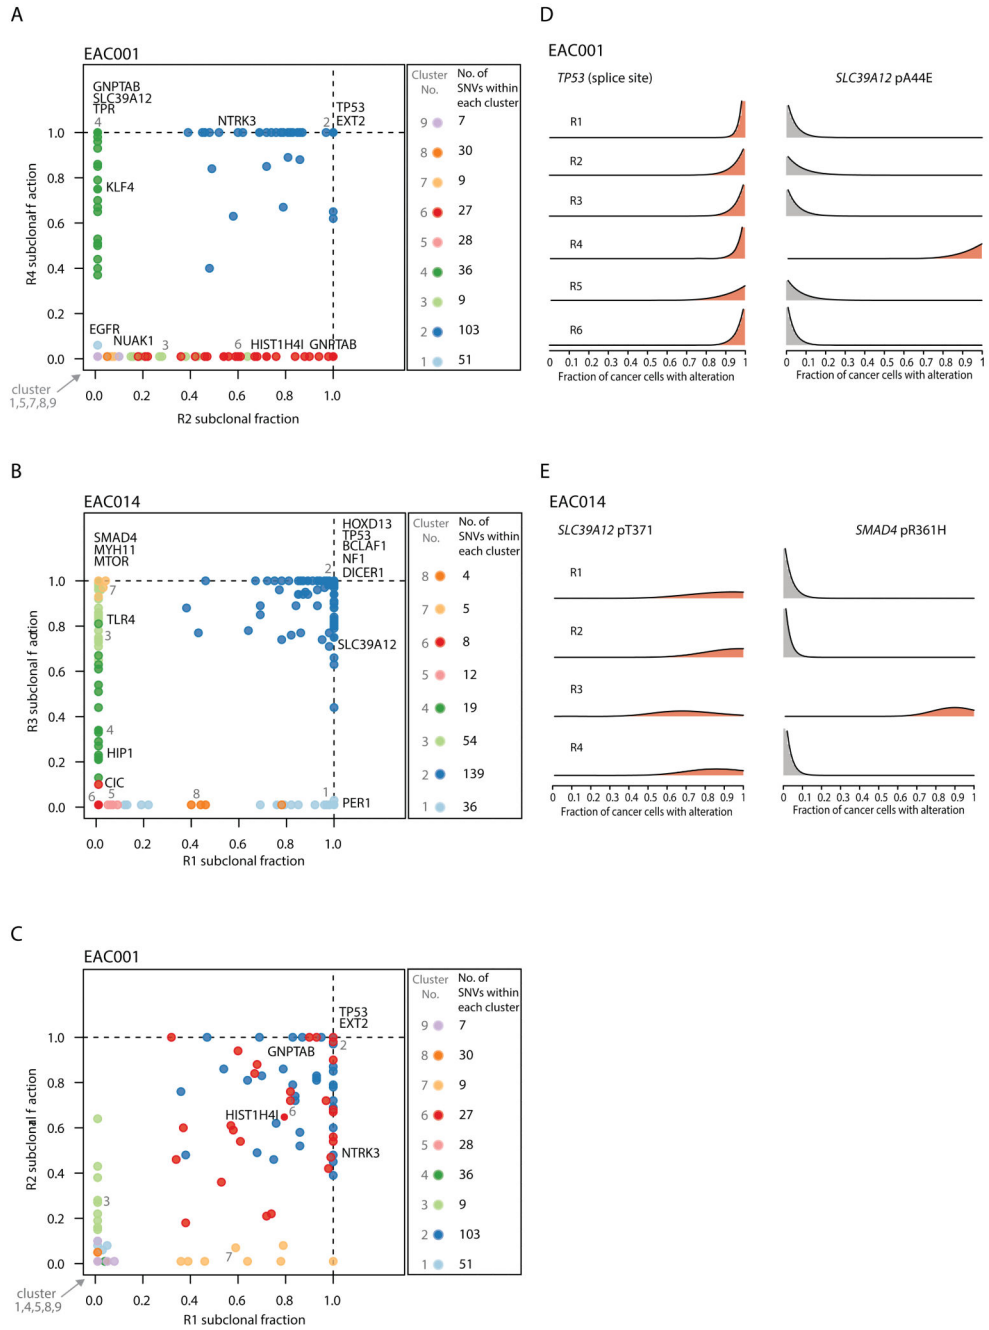 A
EAC001
GNPTAB
SLC39A12
TPR
4
NTRK3
2
TP53
EXT2
KLF4
EGFR
NUAK1
3
6
HIST1H4I
GNPTAB
1.0
0.8
0.6
0.4
0.2
0.0
R4 subclonal f action
cluster
1,5,7,8,9
0.0 0.2 0.4 0.6 0.8 1.0
R2 subclonal fraction
Cluster No.
No. of SNVs within each cluster
9 7
8 30
7 9
6 27
5 28
4 36
3 9
2 103
1 51
D
EAC001
TP53 (splice site)
SLC39A12 pA44E
R1
R2
R3
R4
R5
R6
0 0.1 0.2 0.3 0.4 0.5 0.6 0.7 0.8 0.9 1
Fraction of cancer cells with alteration
0 0.1 0.2 0.3 0.4 0.5 0.6 0.7 0.8 0.9 1
Fraction of cancer cells with alteration
B
EAC014
SMAD4
MYH11
MTOR
7
TLR4
3
4
HIP1
CIC
6
5
8
1
PER1
HOXD13
TP53
BCLAF1
NF1
DICER1
2
SLC39A12
1.0
0.8
0.6
0.4
0.2
0.0
R3 subclonal f action
0.0 0.2 0.4 0.6 0.8 1.0
R1 subclonal fraction
Cluster No.
No. of SNVs within each cluster
8 4
7 5
6 8
5 12
4 19
3 54
2 139
1 36
E
EAC014
SLC39A12 pT371
SMAD4 pR361H
R1
R2
R3
R4
0 0.1 0.2 0.3 0.4 0.5 0.6 0.7 0.8 0.9 1
Fraction of cancer cells with alteration
0 0.1 0.2 0.3 0.4 0.5 0.6 0.7 0.8 0.9 1
Fraction of cancer cells with alteration
C
EAC001
TP53
EXT2
2
GNPTAB
HIST1H4I
6
NTRK3
3
7
1.0
0.8
0.6
0.4
0.2
0.0
R2 subclonal f action
cluster
1,4,5,8,9
0.0 0.2 0.4 0.6 0.8 1.0
R1 subclonal fraction
Cluster No.
No. of SNVs within each cluster
9 7
8 30
7 9
6 27
5 28
4 36
3 9
2 103
1 51